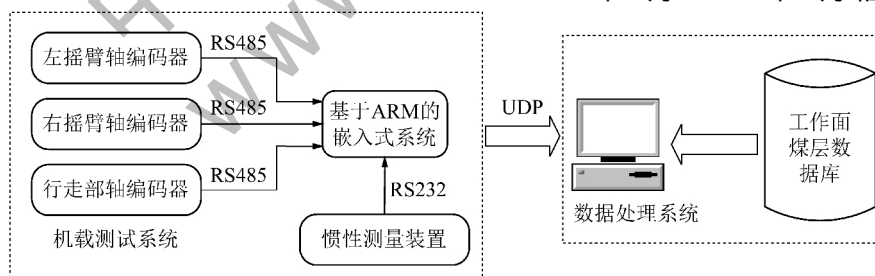 左摇臂轴编码器
RS485
右摇臂轴编码器
RS485
行走部轴编码器
RS485
基于ARM的
嵌入式系统
RS232
惯性测量装置
机载测试系统
UDP
数据处理系统
工作面
煤层数
据库